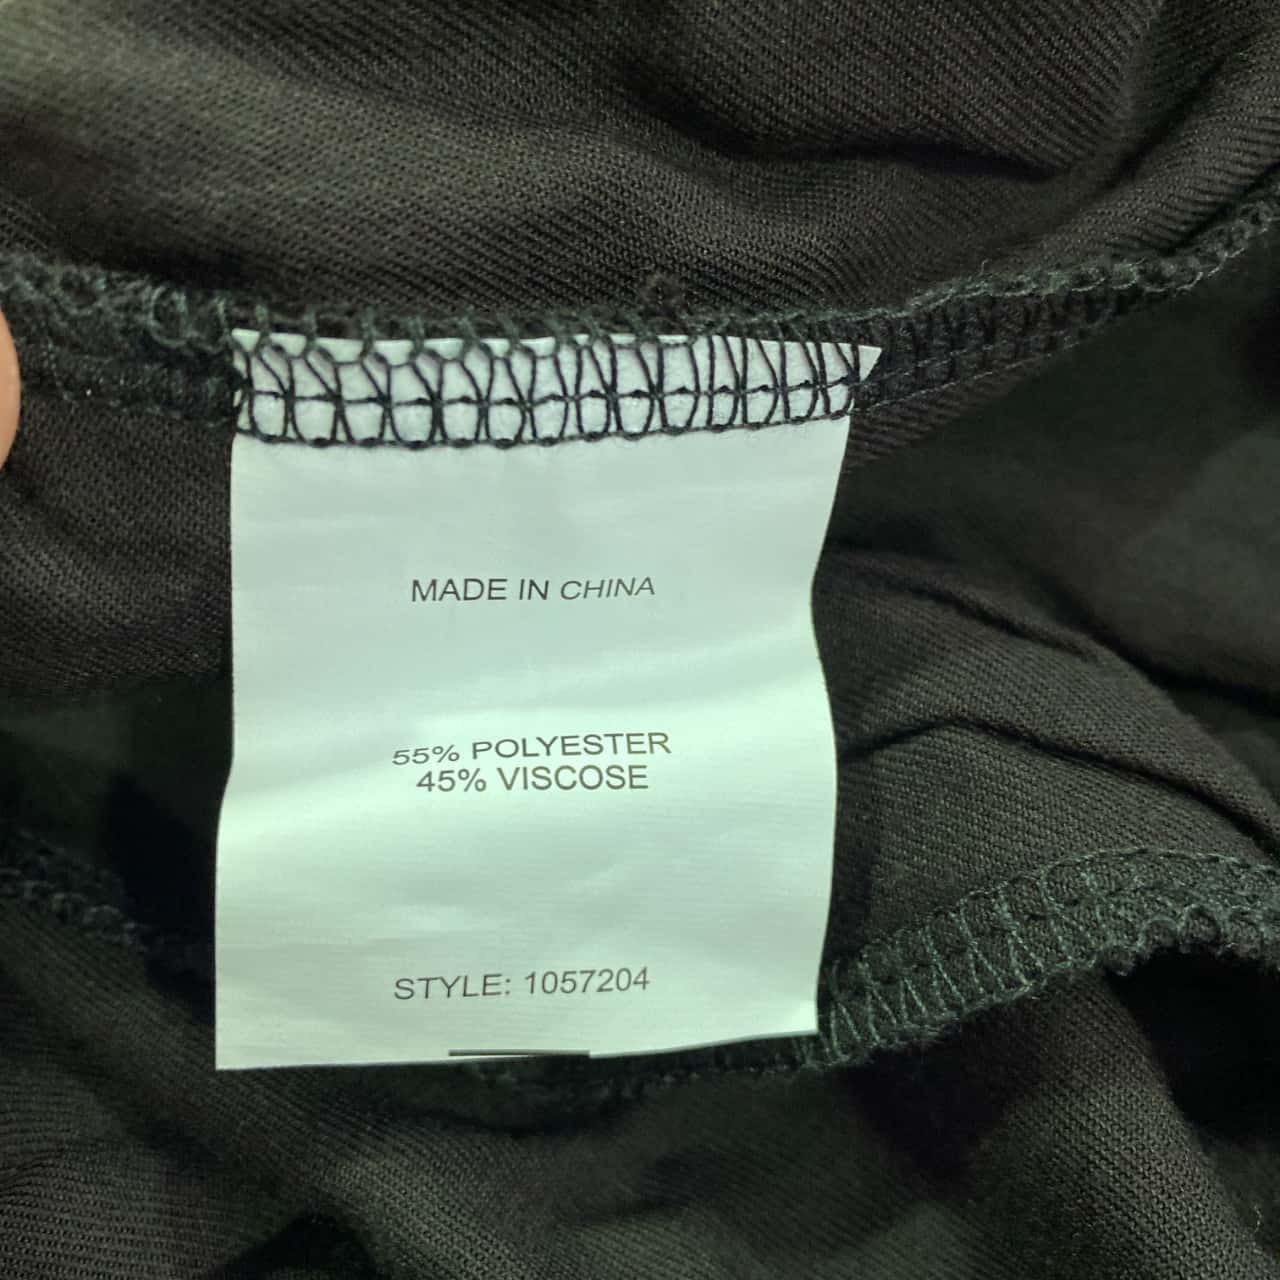 MADE IN CHINA
55% POLYESTER
45% VISCOSE
STYLE: 1057204